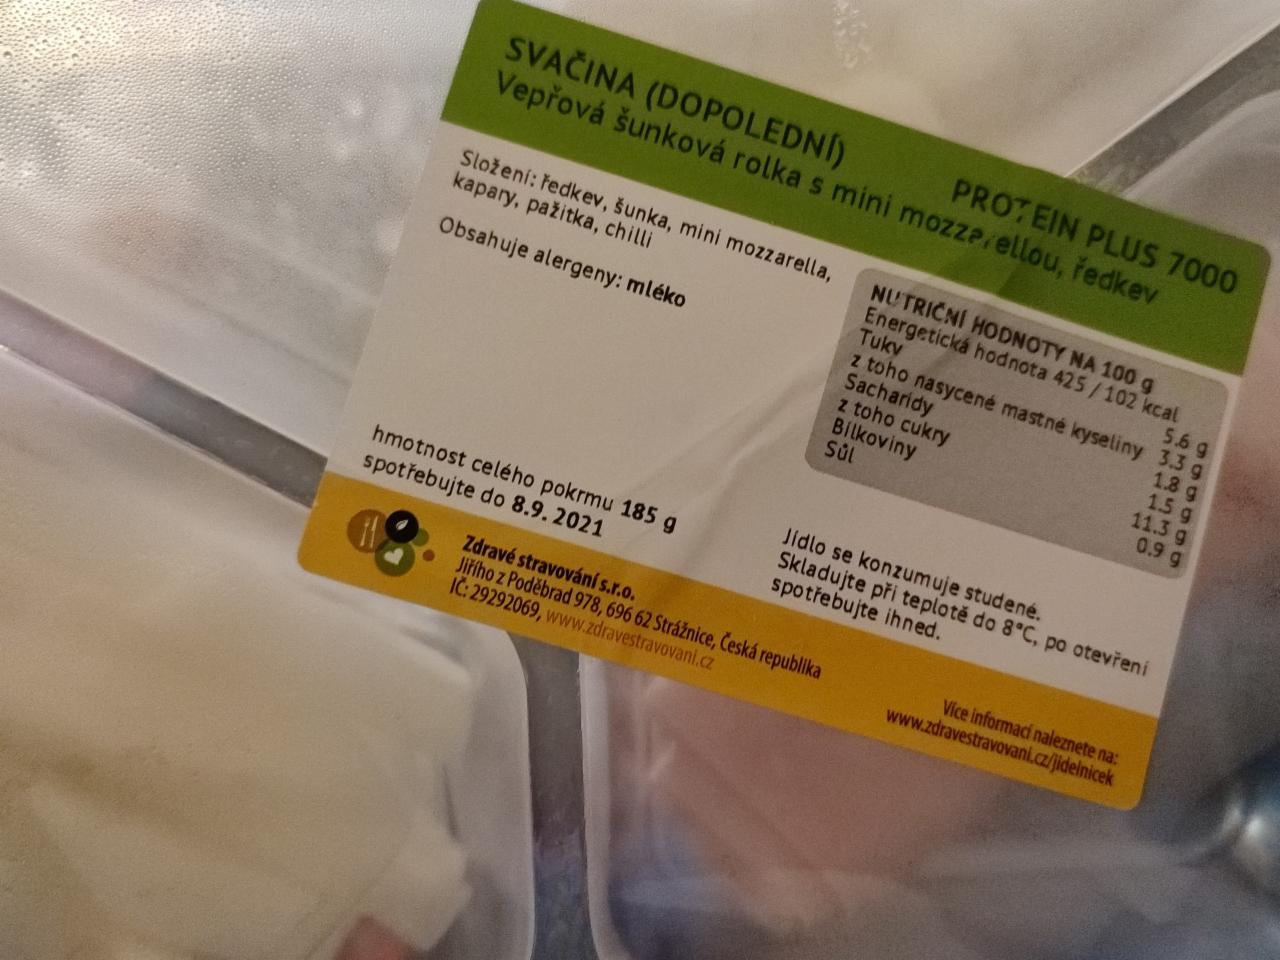 SVAČINA (DOPOLEDNÍ)
PROTEIN PLUS 7000
Vepřová šunková rolka s mini mozzarellou, ředkev
Složení: ředkev, šunka, mini mozzarella,
kapary, pažitka, chilli
Obsahuje alergeny: mléko
NUTRIČNÍ HODNOTY NA 100 g
Energetická hodnota 425 / 102 kcal
Tuky 5.6 g
z toho nasycené mastné kyseliny 3.3 g
Sacharidy 1.8 g
z toho cukry 1.5 g
Bílkoviny 11.3 g
Sůl 0.9 g
hmotnost celého pokrmu 185 g
spotřebujte do 8.9. 2021
Jídlo se konzumuje studené.
Skladujte při teplotě do 8°C, po otevření
spotřebujte ihned.
Zdravé stravování s.r.o.
Jiřího z Poděbrad 978, 696 62 Strážnice, Česká republika
IČ: 29292069, www.zdravestravovani.cz
Více informací naleznete na:
www.zdravestravovani.cz/jidelnicek